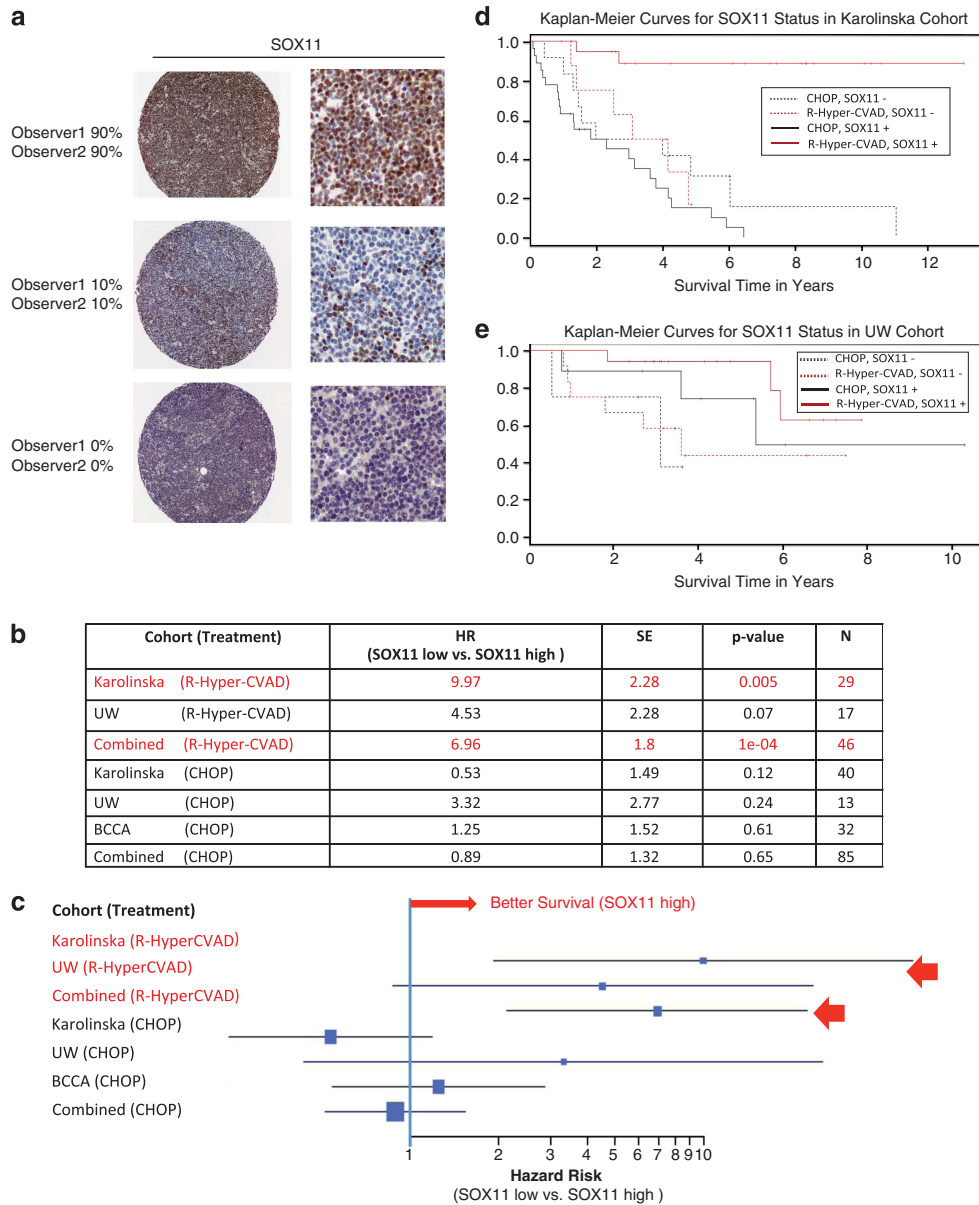 a
SOX11
Observer1 90%
Observer2 90%
Observer1 10%
Observer2 10%
Observer1 0%
Observer2 0%
d
Kaplan-Meier Curves for SOX11 Status in Karolinska Cohort
1.0
0.8
0.6
0.4
0.2
0.0
CHOP, SOX11 -
R-Hyper-CVAD, SOX11 -
CHOP, SOX11 +
R-Hyper-CVAD, SOX11 +
0 2 4 6 8 10 12
Survival Time in Years
e
Kaplan-Meier Curves for SOX11 Status in UW Cohort
1.0
0.8
0.6
0.4
0.2
0.0
CHOP, SOX11 -
R-Hyper-CVAD, SOX11 -
CHOP, SOX11 +
R-Hyper-CVAD, SOX11 +
0 2 4 6 8 10
Survival Time in Years
b
Cohort (Treatment) HR (SOX11 low vs. SOX11 high ) SE p-value N
Karolinska (R-Hyper-CVAD) 9.97 2.28 0.005 29
UW (R-Hyper-CVAD) 4.53 2.28 0.07 17
Combined (R-Hyper-CVAD) 6.96 1.8 1e-04 46
Karolinska (CHOP) 0.53 1.49 0.12 40
UW (CHOP) 3.32 2.77 0.24 13
BCCA (CHOP) 1.25 1.52 0.61 32
Combined (CHOP) 0.89 1.32 0.65 85
c
Cohort (Treatment)
Better Survival (SOX11 high)
Karolinska (R-HyperCVAD)
UW (R-HyperCVAD)
Combined (R-HyperCVAD)
Karolinska (CHOP)
UW (CHOP)
BCCA (CHOP)
Combined (CHOP)
1 2 3 4 5 6 7 8 9 10
Hazard Risk
(SOX11 low vs. SOX11 high )